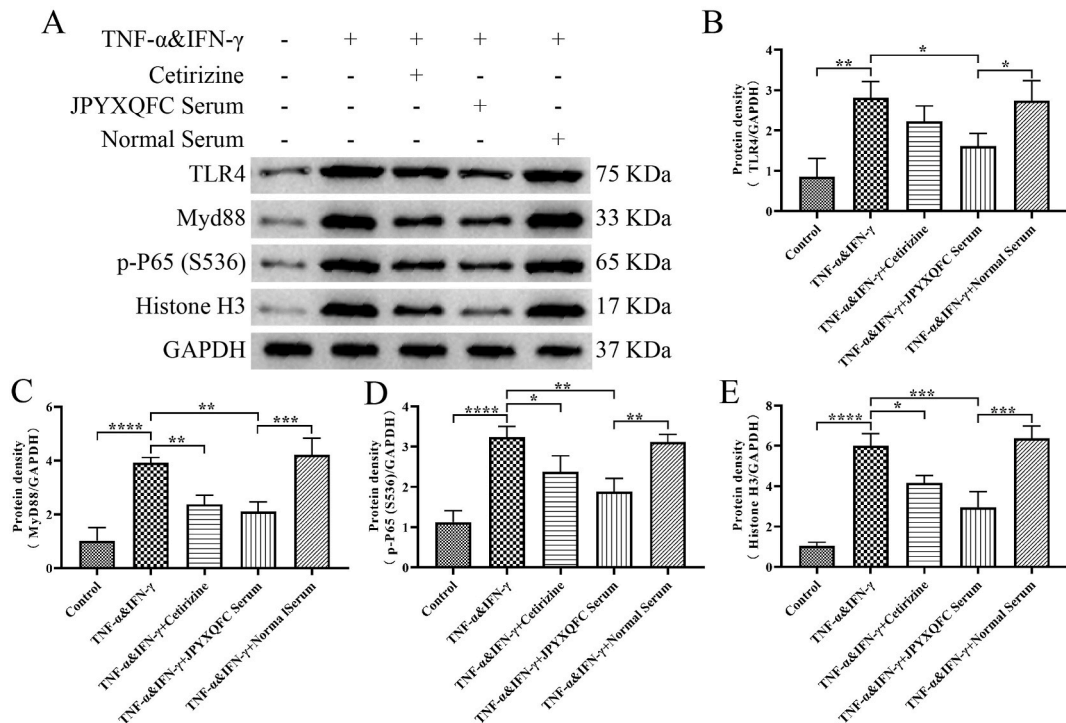 A
TNF-α&IFN-γ - + + + +
Cetirizine - - + - -
JPYXQFC Serum - - - + -
Normal Serum - - - - +
TLR4 75 KDa
Myd88 33 KDa
p-P65 (S536) 65 KDa
Histone H3 17 KDa
GAPDH 37 KDa
B
Protein density
( TLR4/GAPDH)
4
3
2
1
0
**
*
*
Control
TNF-α&IFN-γ
TNF-α&IFN-γ+Cetirizine
TNF-α&IFN-γ+JPYXQFC Serum
TNF-α&IFN-γ+Normal Serum
C
Protein density
( MyD88/GAPDH)
6
4
2
0
****
**
**
***
Control
TNF-α&IFN-γ
TNF-α&IFN-γ+Cetirizine
TNF-α&IFN-γ+JPYXQFC Serum
TNF-α&IFN-γ+Norma lSerum
D
Protein density
( p-P65 (S536)/GAPDH)
4
3
2
1
0
****
**
*
**
Control
TNF-α&IFN-γ
TNF-α&IFN-γ+Cetirizine
TNF-α&IFN-γ+JPYXQFC Serum
TNF-α&IFN-γ+Normal Serum
E
Protein density
( Histone H3/GAPDH)
8
6
4
2
0
****
***
*
***
Control
TNF-α&IFN-γ
TNF-α&IFN-γ+Cetirizine
TNF-α&IFN-γ+JPYXQFC Serum
TNF-α&IFN-γ+Normal Serum